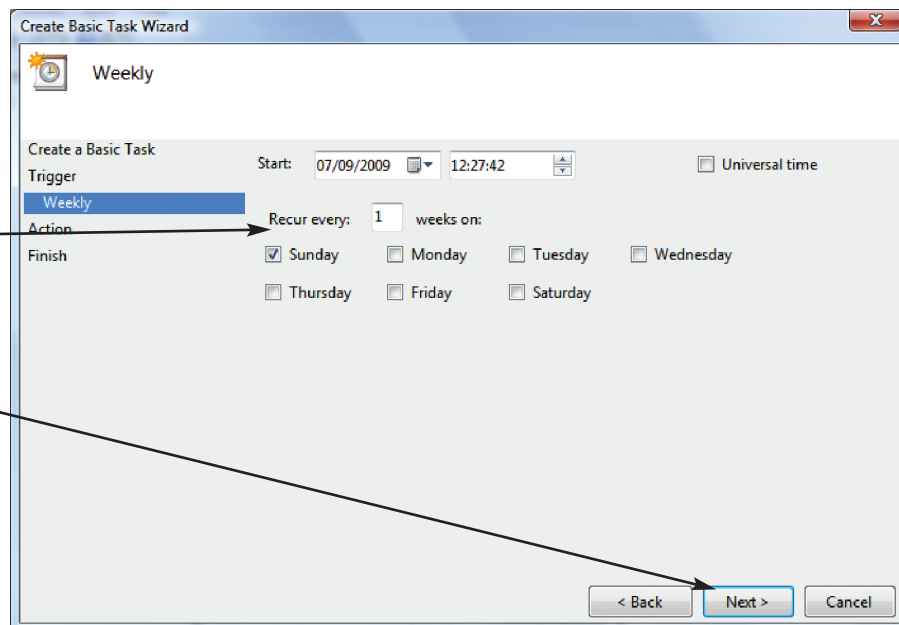 Create Basic Task Wizard
X
Weekly
Create a Basic Task
Trigger
Weekly
Action
Finish
Start: 07/09/2009 12:27:42 Universal time
Recur every: 1 weeks on:
Sunday Monday Tuesday Wednesday
Thursday Friday Saturday
< Back Next > Cancel